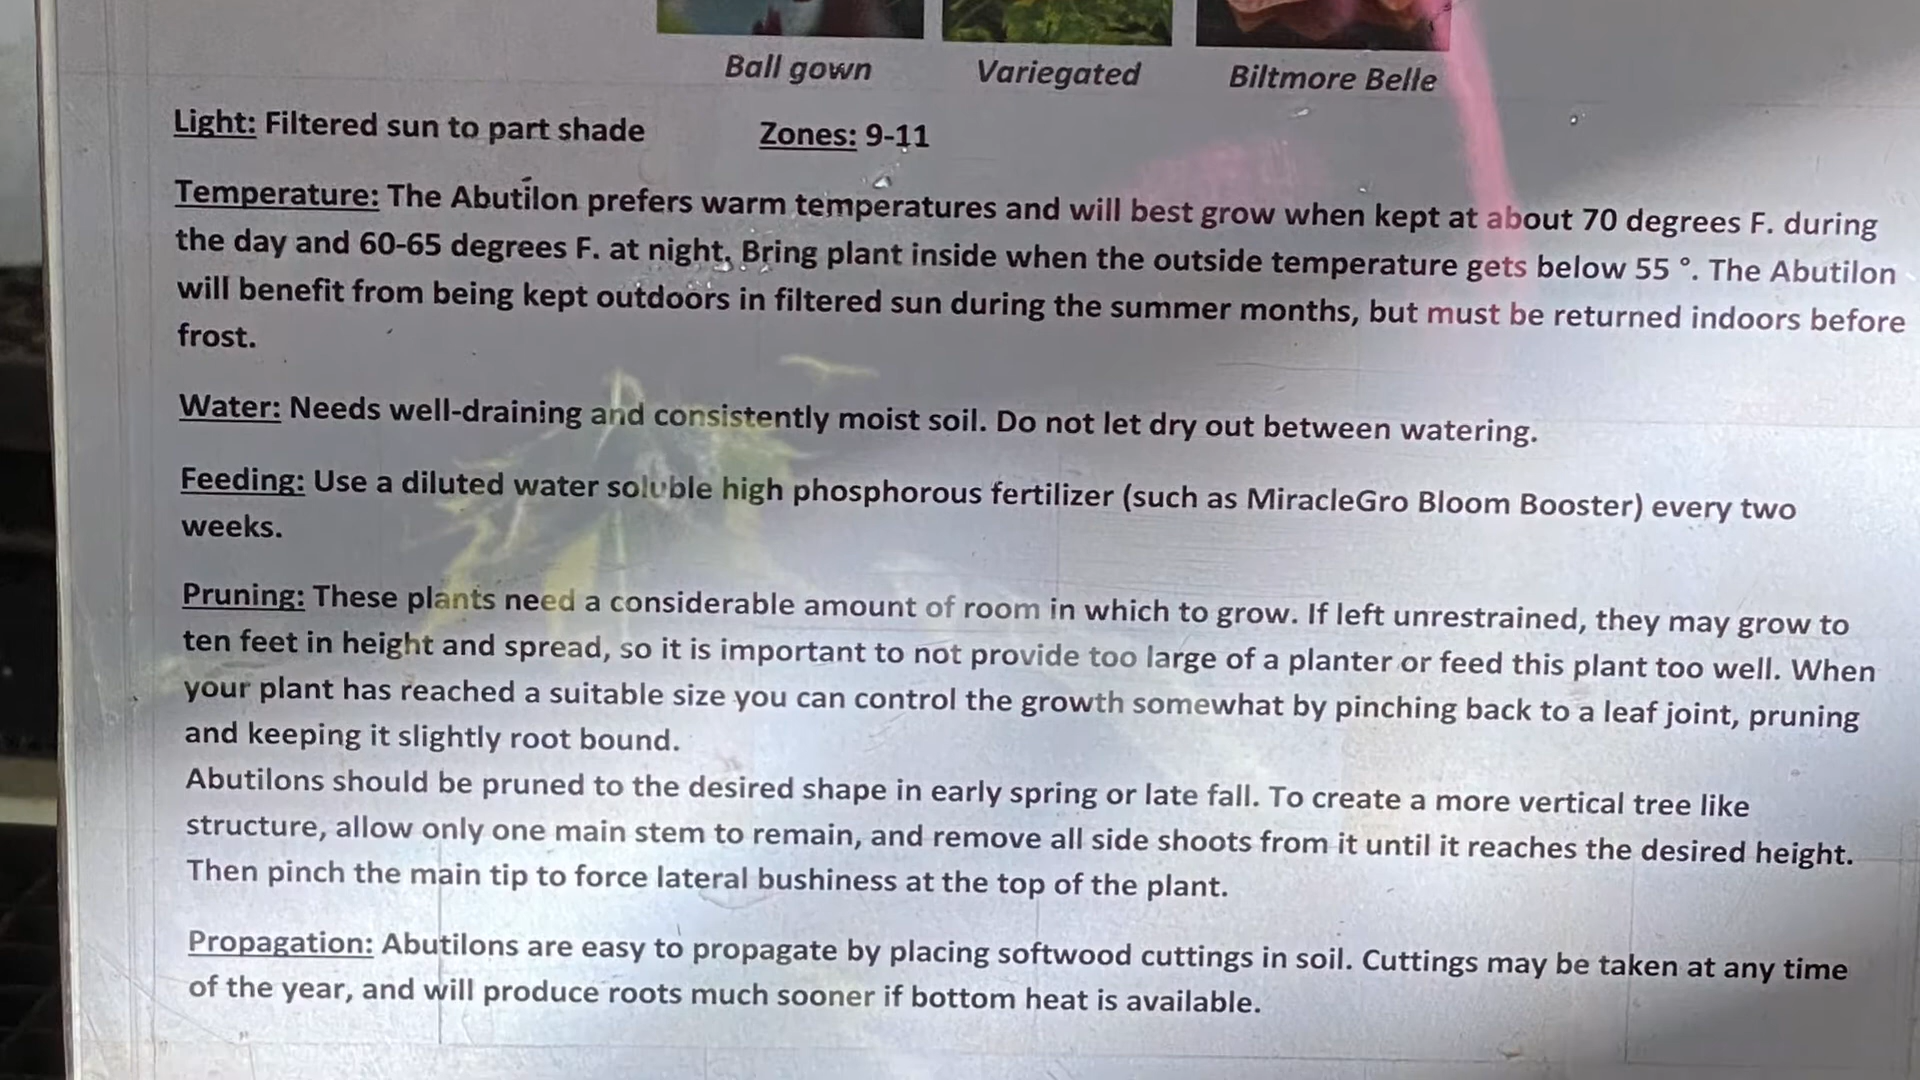 Ball gown Variegated Biltmore Belle
Light: Filtered sun to part shade Zones: 9-11
Temperature: The Abutilon prefers warm temperatures and will best grow when kept at about 70 degrees F. during
the day and 60-65 degrees F. at night. Bring plant inside when the outside temperature gets below 55 °. The Abutilon
will benefit from being kept outdoors in filtered sun during the summer months, but must be returned indoors before
frost.
Water: Needs well-draining and consistently moist soil. Do not let dry out between watering.
Feeding: Use a diluted water soluble high phosphorous fertilizer (such as MiracleGro Bloom Booster) every two
weeks.
Pruning: These plants need a considerable amount of room in which to grow. If left unrestrained, they may grow to
ten feet in height and spread, so it is important to not provide too large of a planter or feed this plant too well. When
your plant has reached a suitable size you can control the growth somewhat by pinching back to a leaf joint, pruning
and keeping it slightly root bound.
Abutilons should be pruned to the desired shape in early spring or late fall. To create a more vertical tree like
structure, allow only one main stem to remain, and remove all side shoots from it until it reaches the desired height.
Then pinch the main tip to force lateral bushiness at the top of the plant.
Propagation: Abutilons are easy to propagate by placing softwood cuttings in soil. Cuttings may be taken at any time
of the year, and will produce roots much sooner if bottom heat is available.